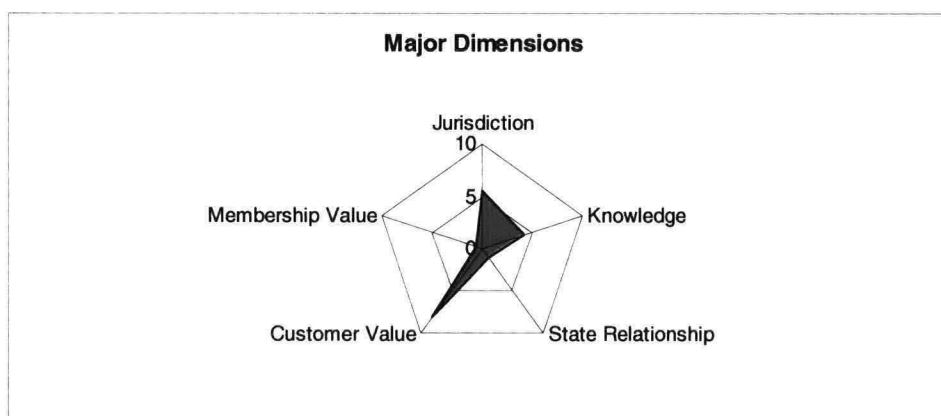 Major Dimensions
Jurisdiction
10
5
0
Membership Value
Knowledge
Customer Value
State Relationship